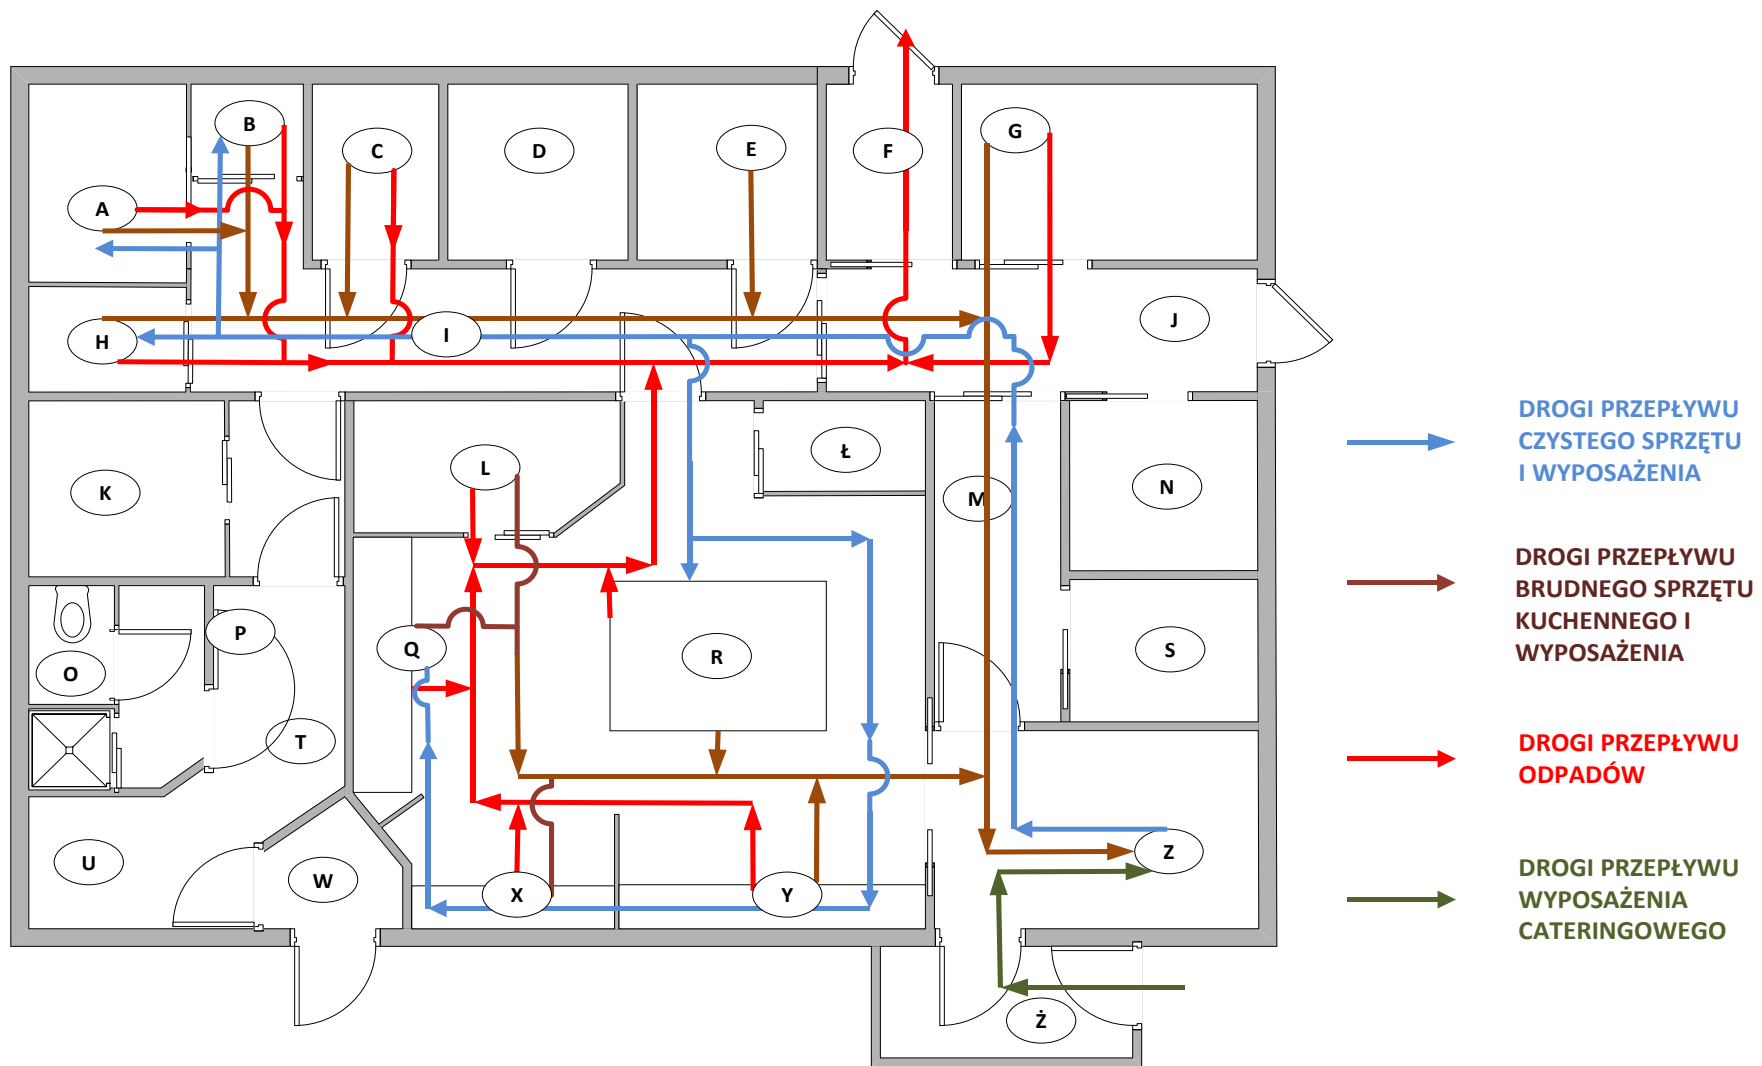 B
C
D
E
F
G
A
H
I
J
DROGI PRZEPŁYWU
CZYSTEGO SPRZĘTU
I WYPOSAŻENIA
K
L
Ł
M
N
DROGI PRZEPŁYWU
BRUDNEGO SPRZĘTU
KUCHENNEGO I
WYPOSAŻENIA
O
P
Q
R
S
T
DROGI PRZEPŁYWU
ODPADÓW
U
W
X
Y
Z
DROGI PRZEPŁYWU
WYPOSAŻENIA
CATERINGOWEGO
Ż